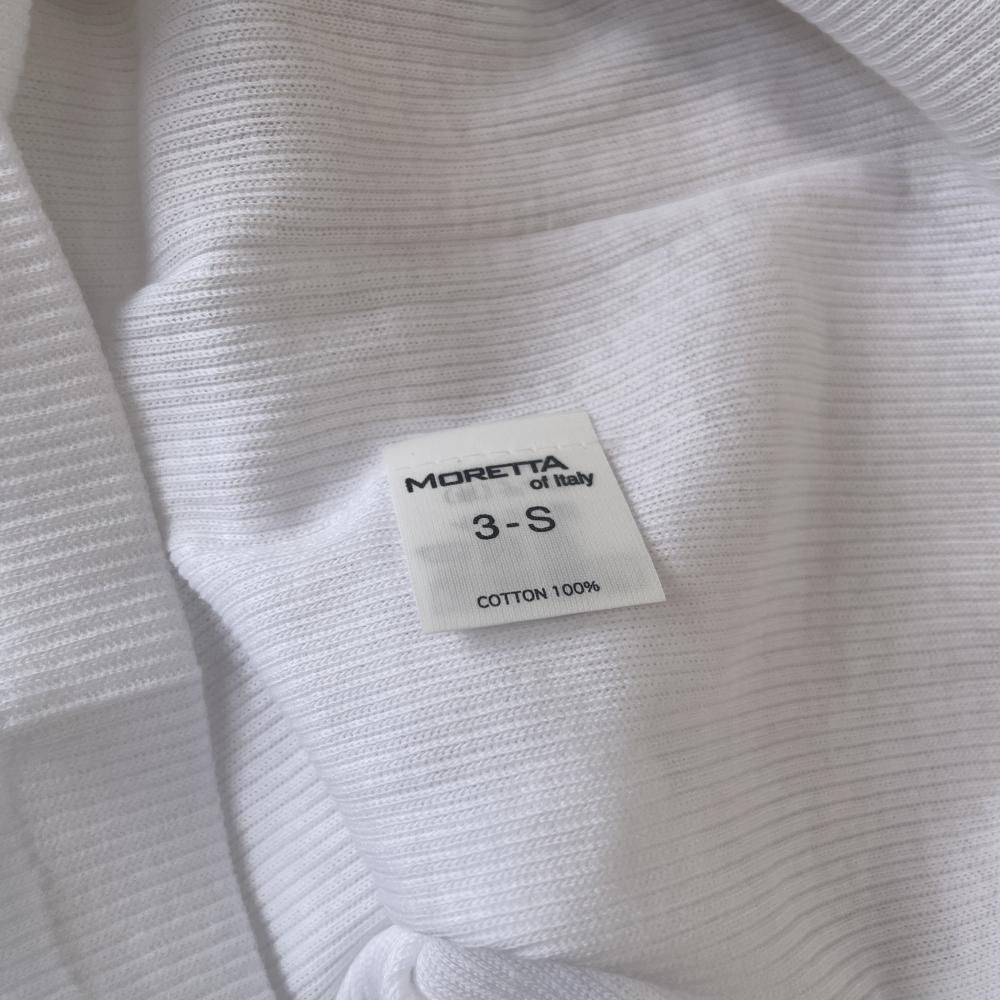 MORETTA
of Italy
3-S
COTTON 100%